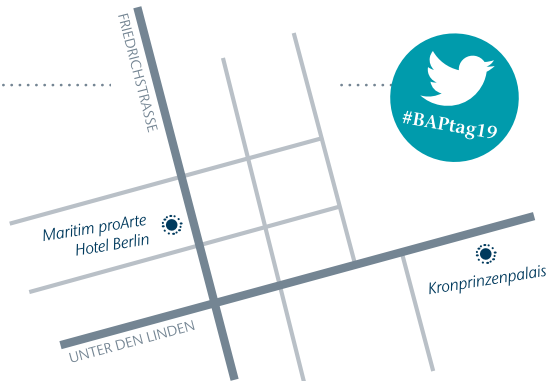 FRIEDRICHSTRASSE
#BAPtag19
Maritim proArte
Hotel Berlin
Kronprinzenpalais
UNTER DEN LINDEN